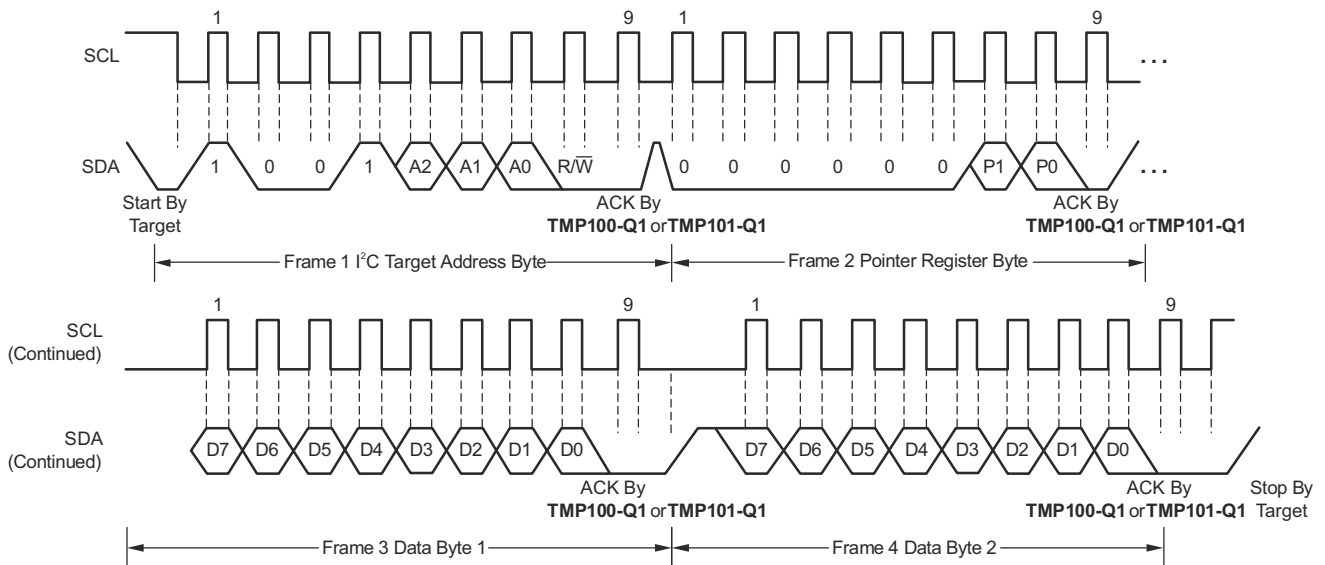 1 9 1 9
SCL ...
SDA 1 0 0 1 A2 A1 A0 R/W̅ 0 0 0 0 0 0 P1 P0 ...
Start By
Target
ACK By
TMP100-Q1 or TMP101-Q1
ACK By
TMP100-Q1 or TMP101-Q1
Frame 1 I²C Target Address Byte
Frame 2 Pointer Register Byte
1 9 1 9
SCL
(Continued)
SDA
(Continued)
D7 D6 D5 D4 D3 D2 D1 D0 D7 D6 D5 D4 D3 D2 D1 D0
ACK By
TMP100-Q1 or TMP101-Q1
ACK By
TMP100-Q1 or TMP101-Q1
Stop By
Target
Frame 3 Data Byte 1
Frame 4 Data Byte 2